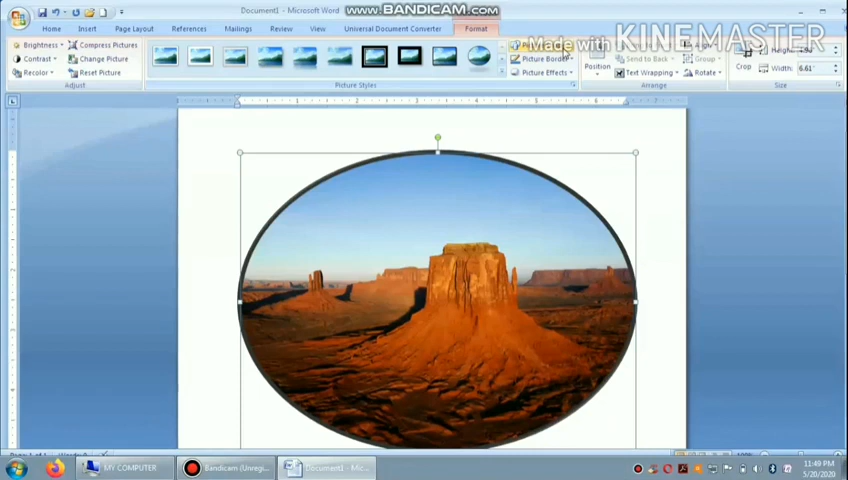 Document1 - Microsoft Word
www.BANDICAM.com
Format
Home
Insert
Page Layout
References
Mailings
Review
View
Universal Document Converter
Made with KINEMASTER
Brightness
Compress Pictures
Contrast
Change Picture
Recolor
Reset Picture
Adjust
Picture Styles
Picture Border
Picture Effects
Position
Send to Back
Text Wrapping
Group
Rotate
Arrange
Crop
Height:
Width: 6.61"
Size
MY COMPUTER
Bandicam (Unregi...
Document1 - Mic...
11:49 PM
5/20/2020